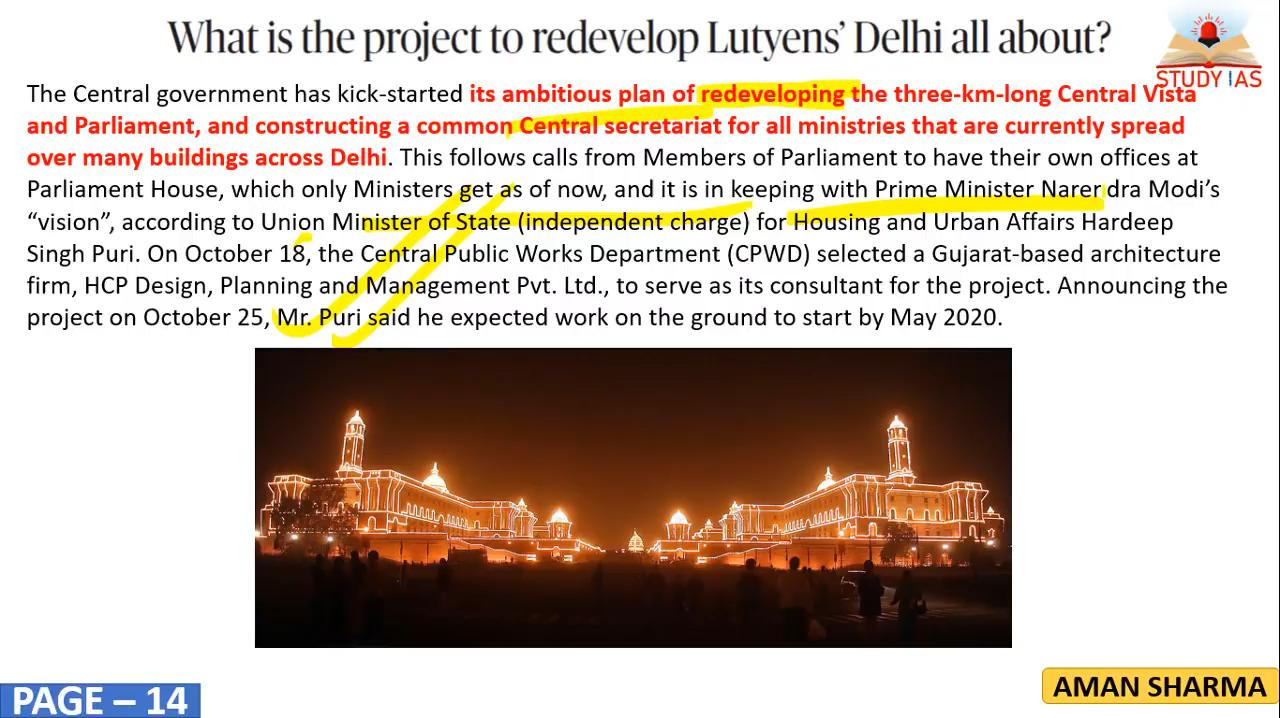 What is the project to redevelop Lutyens' Delhi all about?
STUDY IAS
The Central government has kick-started its ambitious plan of redeveloping the three-km-long Central Vista
and Parliament, and constructing a common Central secretariat for all ministries that are currently spread
over many buildings across Delhi. This follows calls from Members of Parliament to have their own offices at
Parliament House, which only Ministers get as of now, and it is in keeping with Prime Minister Narendra Modi's
“vision”, according to Union Minister of State (independent charge) for Housing and Urban Affairs Hardeep
Singh Puri. On October 18, the Central Public Works Department (CPWD) selected a Gujarat-based architecture
firm, HCP Design, Planning and Management Pvt. Ltd., to serve as its consultant for the project. Announcing the
project on October 25, Mr. Puri said he expected work on the ground to start by May 2020.
PAGE – 14
AMAN SHARMA